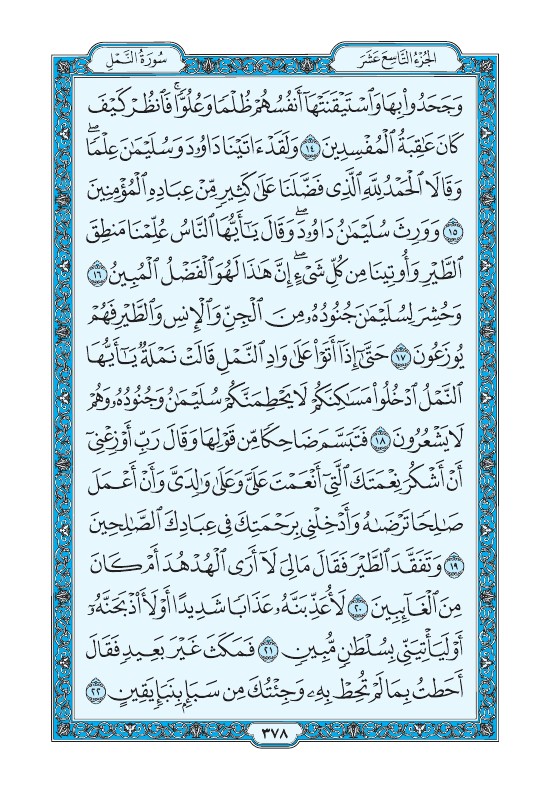 الجُزْءُ التَّاسِعَ عَشَرَ
سُورَةُ النَّمْلِ
وَجَحَدُواْ بِهَا وَٱسْتَيْقَنَتْهَآ أَنفُسُهُمْ ظُلْمًا وَعُلُوًّاۚ فَٱنظُرْ كَيْفَ
كَانَ عَٰقِبَةُ ٱلْمُفْسِدِينَ ١٤ وَلَقَدْ ءَاتَيْنَا دَاوُۥدَ وَسُلَيْمَٰنَ عِلْمًاۖ
وَقَالَا ٱلْحَمْدُ لِلَّهِ ٱلَّذِى فَضَّلَنَا عَلَىٰ كَثِيرٍ مِّنْ عِبَادِهِ ٱلْمُؤْمِنِينَ
١٥ وَوَرِثَ سُلَيْمَٰنُ دَاوُۥدَۖ وَقَالَ يَٰٓأَيُّهَا ٱلنَّاسُ عُلِّمْنَا مَنطِقَ
ٱلطَّيْرِ وَأُوتِينَا مِن كُلِّ شَىْءٍۖ إِنَّ هَٰذَا لَهُوَ ٱلْفَضْلُ ٱلْمُبِينُ ١٦
وَحُشِرَ لِسُلَيْمَٰنَ جُنُودُهُۥ مِنَ ٱلْجِنِّ وَٱلْإِنسِ وَٱلطَّيْرِ فَهُمْ
يُوزَعُونَ ١٧ حَتَّىٰٓ إِذَآ أَتَوْاْ عَلَىٰ وَادِ ٱلنَّمْلِ قَالَتْ نَمْلَةٌ يَٰٓأَيُّهَا
ٱلنَّمْلُ ٱدْخُلُواْ مَسَٰكِنَكُمْ لَا يَحْطِمَنَّكُمْ سُلَيْمَٰنُ وَجُنُودُهُۥ وَهُمْ
لَا يَشْعُرُونَ ١٨ فَتَبَسَّمَ ضَاحِكًا مِّن قَوْلِهَا وَقَالَ رَبِّ أَوْزِعْنِىٓ
أَنْ أَشْكُرَ نِعْمَتَكَ ٱلَّتِىٓ أَنْعَمْتَ عَلَىَّ وَعَلَىٰ وَٰلِدَىَّ وَأَنْ أَعْمَلَ
صَٰلِحًا تَرْضَىٰهُ وَأَدْخِلْنِى بِرَحْمَتِكَ فِى عِبَادِكَ ٱلصَّٰلِحِينَ
١٩ وَتَفَقَّدَ ٱلطَّيْرَ فَقَالَ مَالِىَ لَآ أَرَى ٱلْهُدْهُدَ أَمْ كَانَ
مِنَ ٱلْغَآئِبِينَ ٢٠ لَأُعَذِّبَنَّهُۥ عَذَابًا شَدِيدًا أَوْ لَأَاْذْبَحَنَّهُۥٓ
أَوْ لَيَأْتِيَنِّى بِسُلْطَٰنٍ مُّبِينٍ ٢١ فَمَكَثَ غَيْرَ بَعِيدٍ فَقَالَ
أَحَطتُ بِمَا لَمْ تُحِطْ بِهِۦ وَجِئْتُكَ مِن سَبَإٍۭ بِنَبَإٍ يَقِينٍ ٢٢
٣٧٨